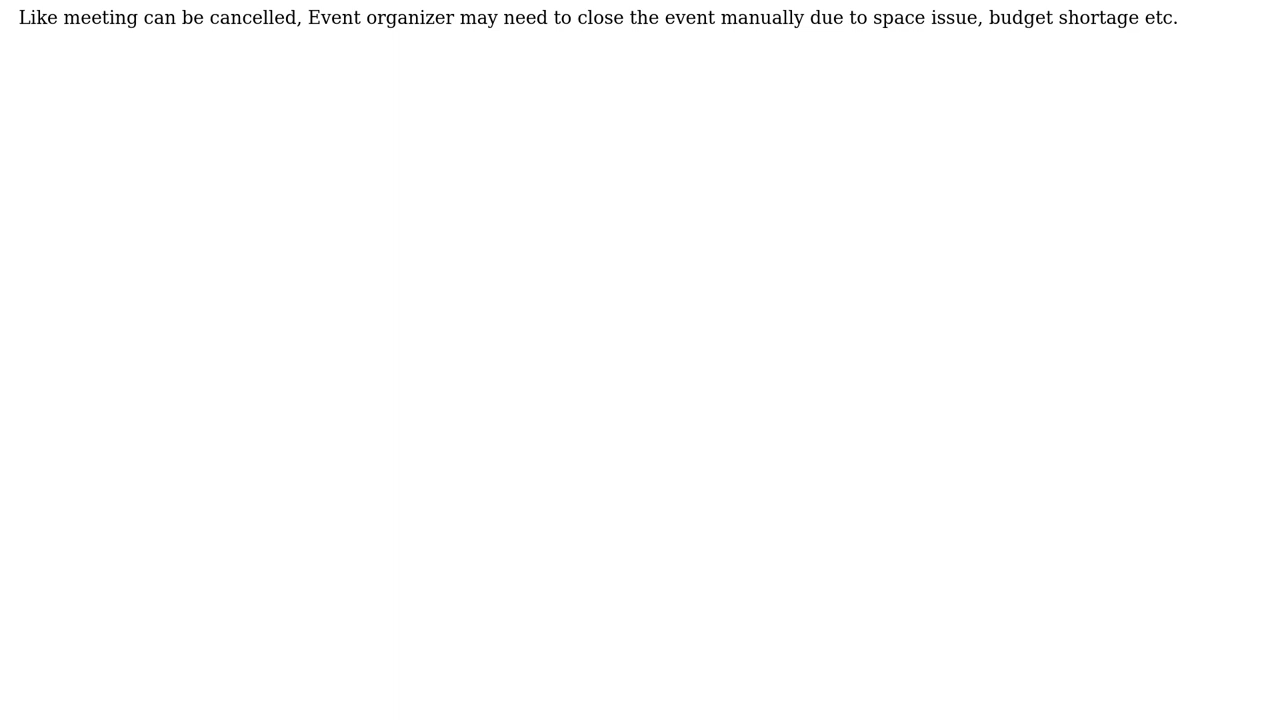 Like meeting can be cancelled, Event organizer may need to close the event manually due to space issue, budget shortage etc.